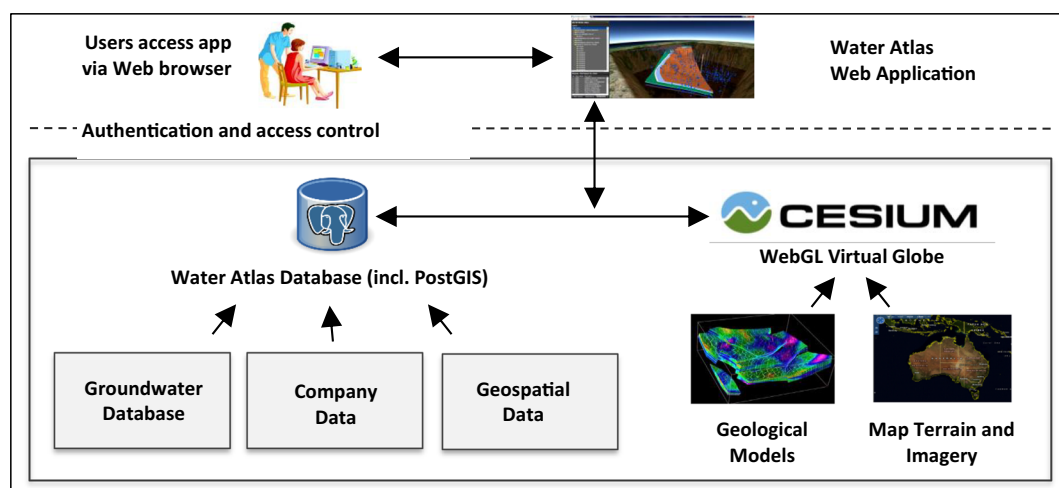 Users access app
via Web browser
Water Atlas
Web Application
Authentication and access control
CESIUM
WebGL Virtual Globe
Water Atlas Database (incl. PostGIS)
Groundwater
Database
Company
Data
Geospatial
Data
Geological
Models
Map Terrain and
Imagery